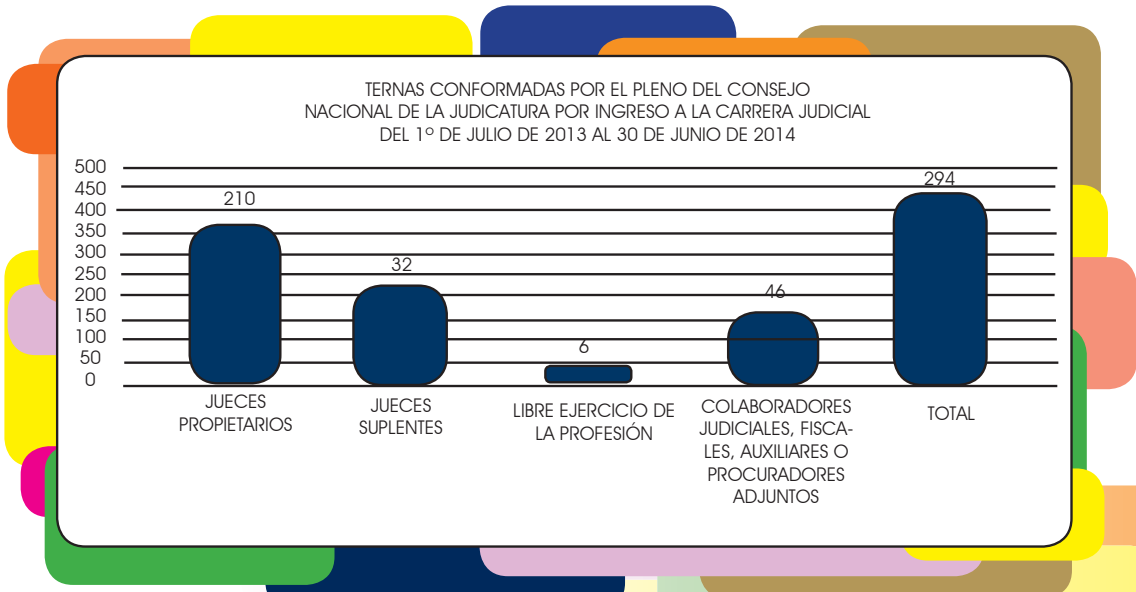 TERNAS CONFORMADAS POR EL PLENO DEL CONSEJO
NACIONAL DE LA JUDICATURA POR INGRESO A LA CARRERA JUDICIAL
DEL 1º DE JULIO DE 2013 AL 30 DE JUNIO DE 2014
500
450
400
350
300
250
200
150
100
50
0
210
32
6
46
294
JUECES
PROPIETARIOS
JUECES
SUPLENTES
LIBRE EJERCICIO DE
LA PROFESIÓN
COLABORADORES
JUDICIALES, FISCA-
LES, AUXILIARES O
PROCURADORES
ADJUNTOS
TOTAL